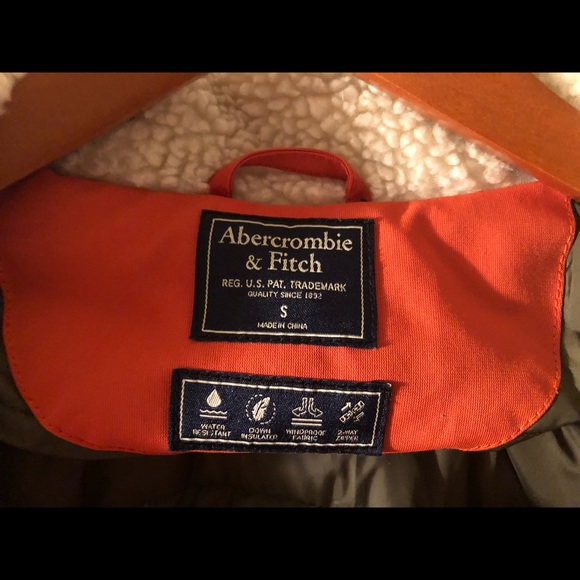 Abercrombie
& Fitch
REG. U.S. PAT. TRADEMARK
QUALITY SINCE 1892
S
MADE IN CHINA
WATER RESISTANT
DOWN INSULATED
WINDPROOF FABRIC
2-WAY ZIPPER